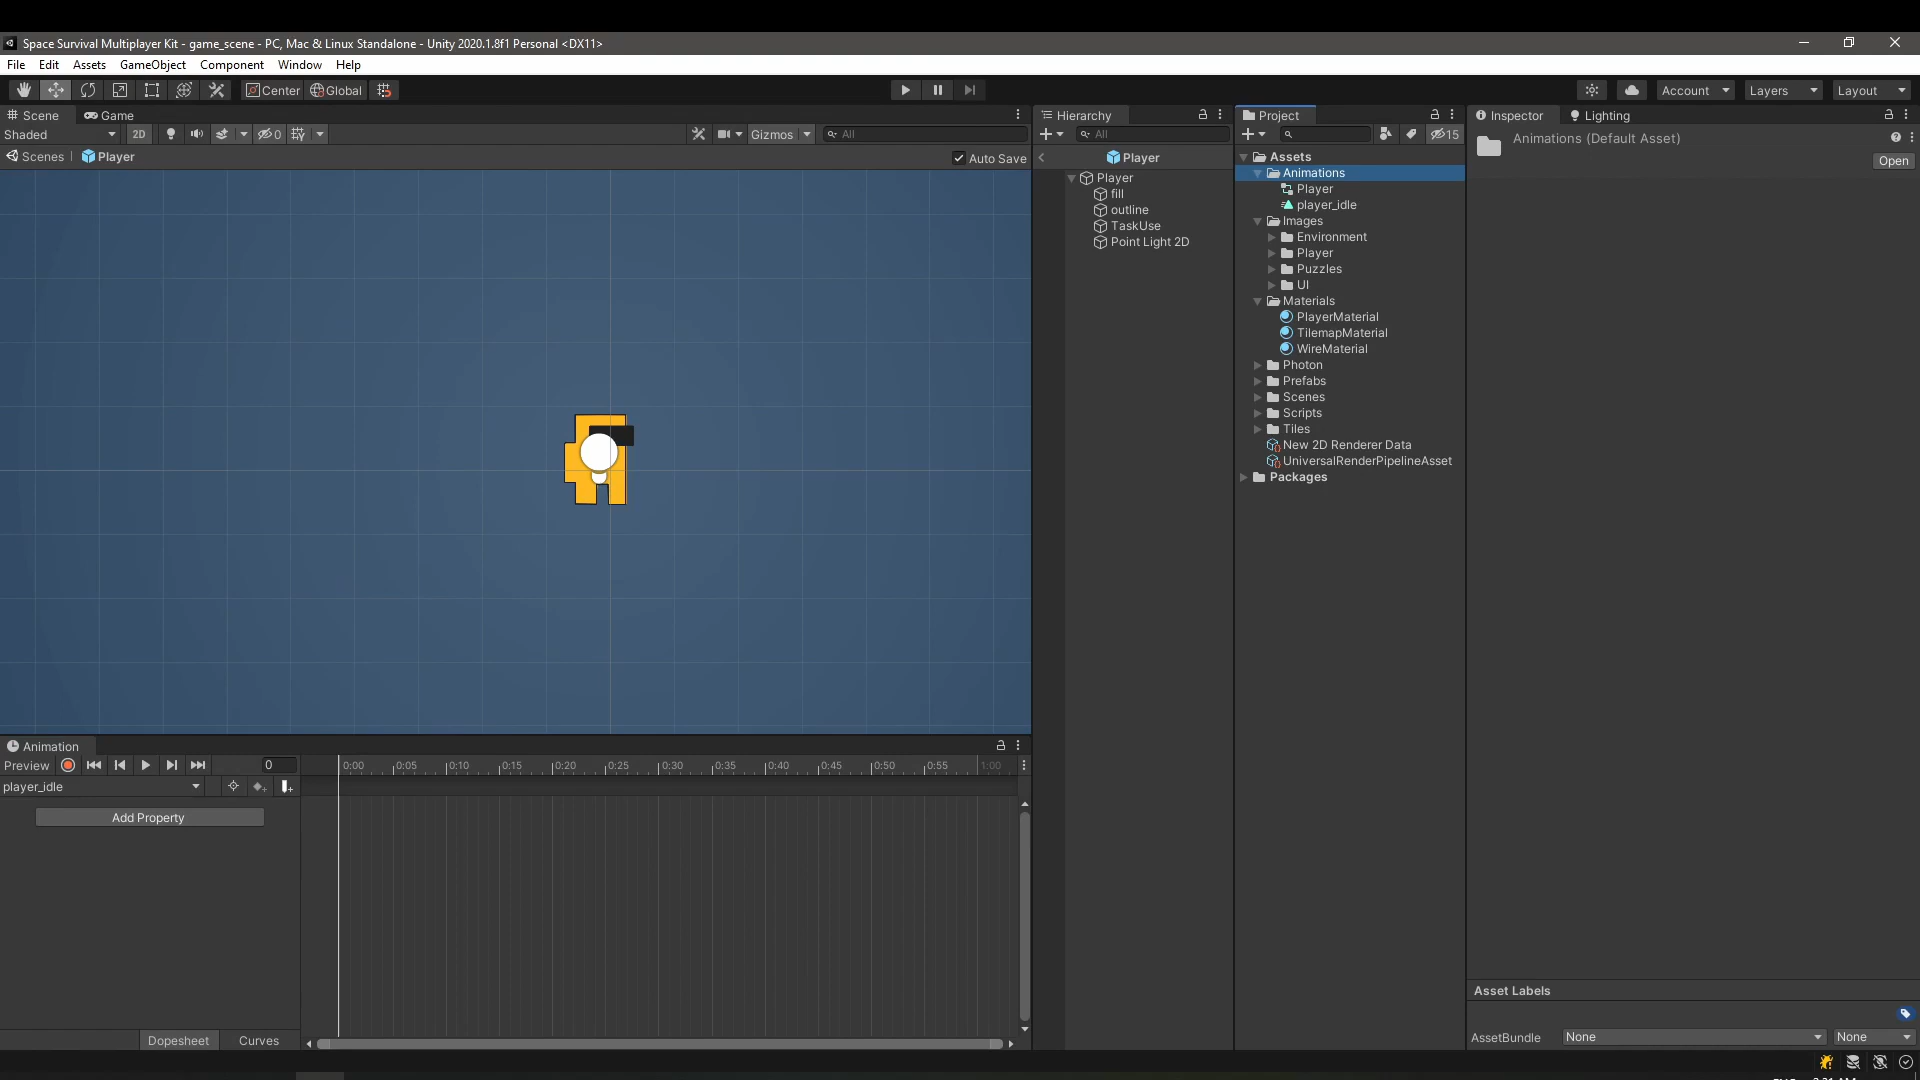 Space Survival Multiplayer Kit - game_scene - PC, Mac & Linux Standalone - Unity 2020.1.8f1 Personal <DX11>
File Edit Assets GameObject Component Window Help
Center Global Account Layers Layout
Scene Game
Shaded 2D 0 Gizmos All
Scenes Player Auto Save
Hierarchy
All
Player
Player
fill
outline
TaskUse
Point Light 2D
Project
15
Assets
Animations
Player
player_idle
Images
Environment
Player
Puzzles
UI
Materials
PlayerMaterial
TilemapMaterial
WireMaterial
Photon
Prefabs
Scenes
Scripts
Tiles
New 2D Renderer Data
UniversalRenderPipelineAsset
Packages
Inspector Lighting
Animations (Default Asset)
Open
Asset Labels
AssetBundle None None
Animation
Preview 0 0:00 0:05 0:10 0:15 0:20 0:25 0:30 0:35 0:40 0:45 0:50 0:55 1:00
player_idle
Add Property
Dopesheet Curves